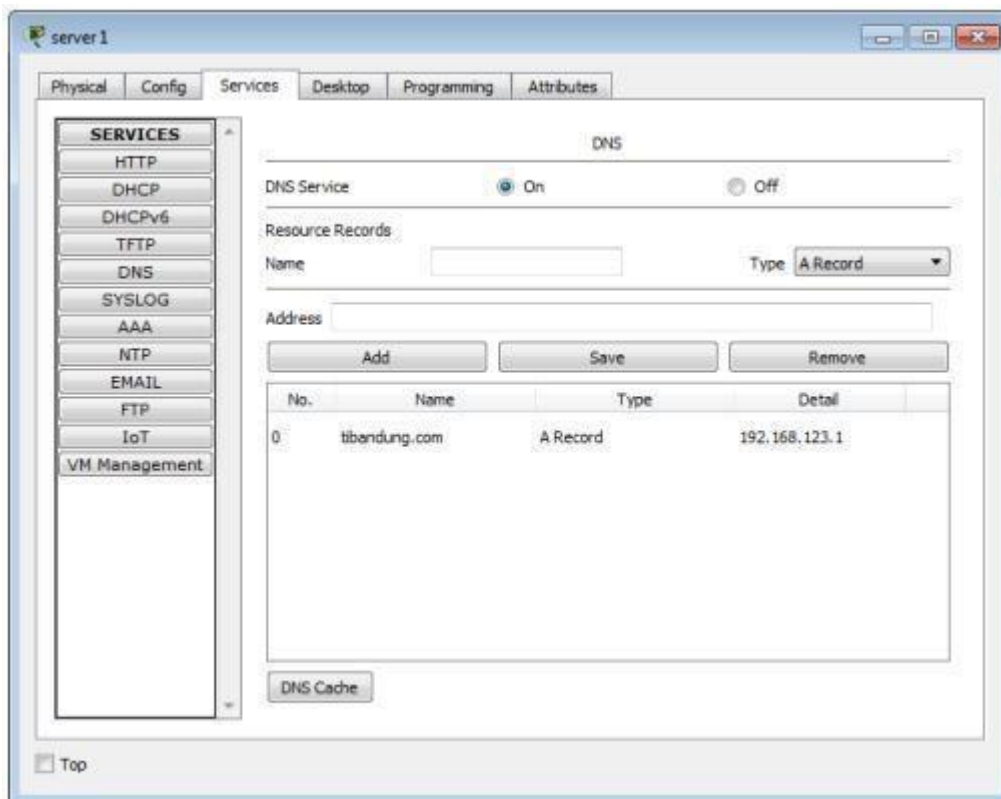 server1
Physical Config Services Desktop Programming Attributes
SERVICES
HTTP
DHCP
DHCPv6
TFTP
DNS
SYSLOG
AAA
NTP
EMAIL
FTP
IoT
VM Management
DNS
DNS Service On Off
Resource Records
Name Type A Record
Address
Add Save Remove
No. Name Type Detail
0 tibandung.com A Record 192.168.123.1
DNS Cache
Top